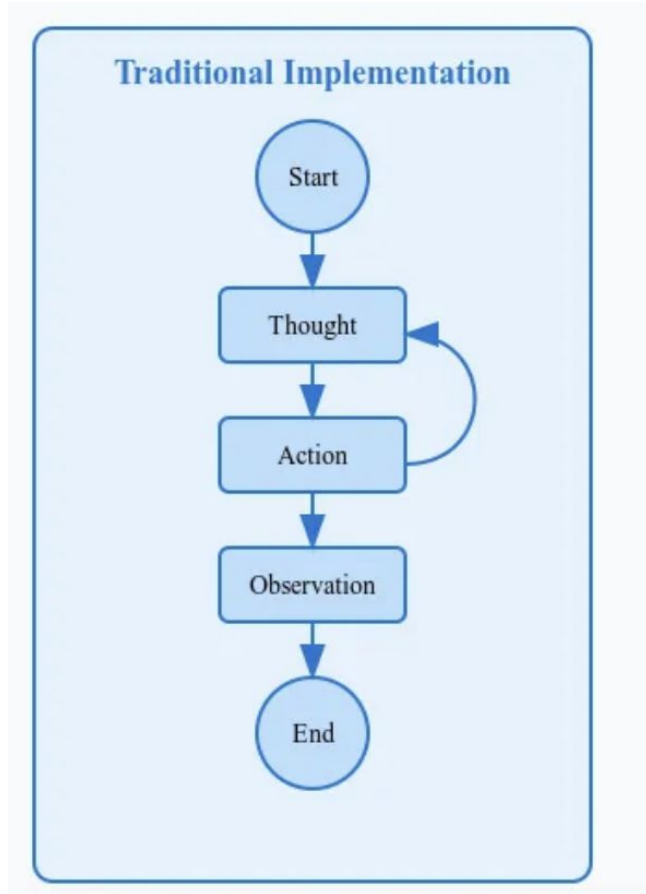 Traditional Implementation
Start
Thought
Action
Observation
End